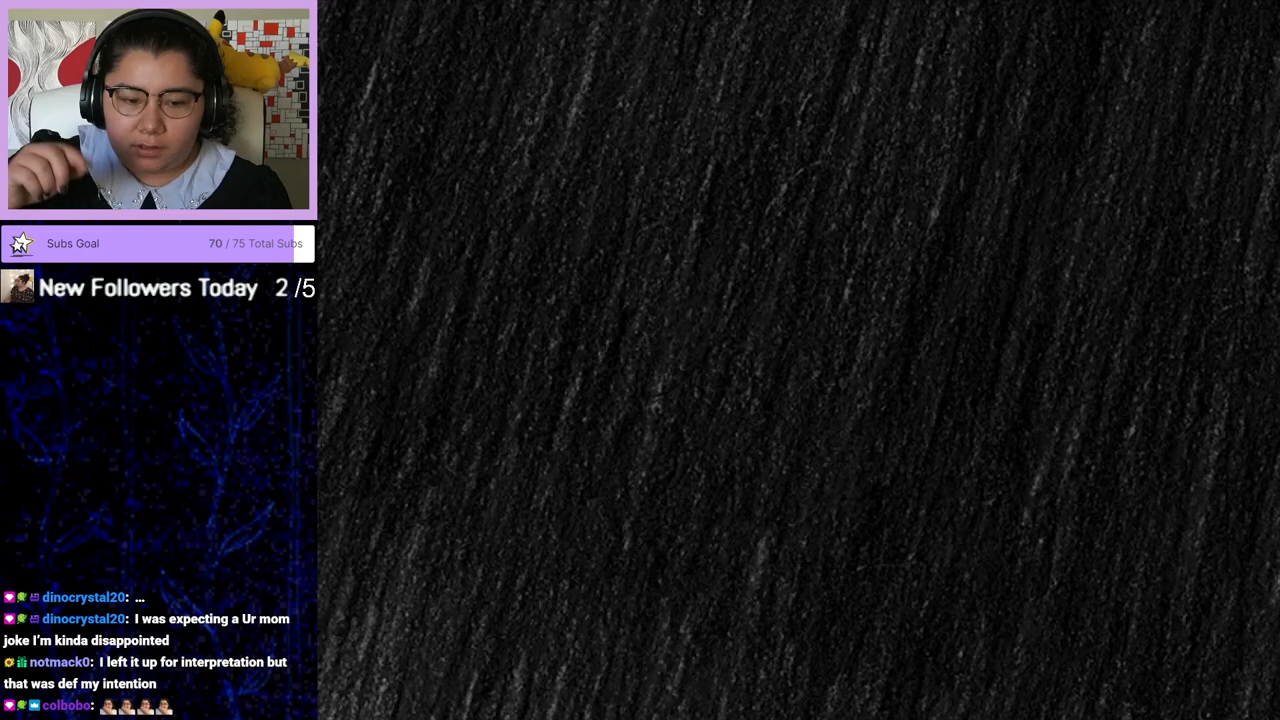 Subs Goal 70 / 75 Total Subs
New Followers Today 2 /5
dinocrystal20: ...
dinocrystal20: I was expecting a Ur mom
joke I'm kinda disappointed
notmack0: I left it up for interpretation but
that was def my intention
colbobo: